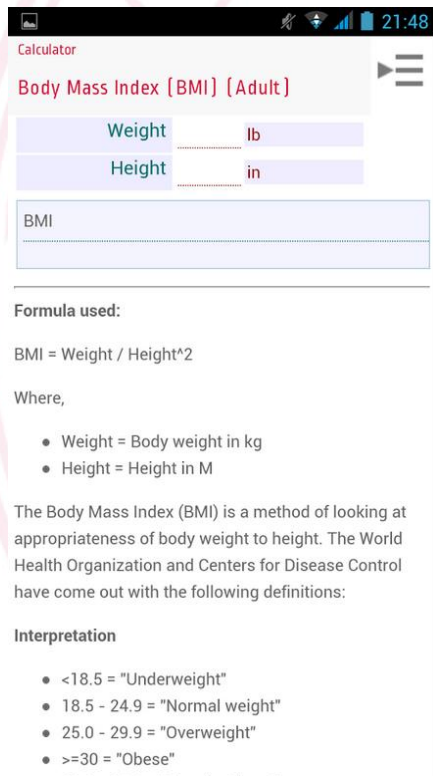 21:48
Calculator
Body Mass Index (BMI) (Adult)
Weight lb
Height in
BMI
Formula used:
BMI = Weight / Height^2
Where,
● Weight = Body weight in kg
● Height = Height in M
The Body Mass Index (BMI) is a method of looking at
appropriateness of body weight to height. The World
Health Organization and Centers for Disease Control
have come out with the following definitions:
Interpretation
● <18.5 = "Underweight"
● 18.5 - 24.9 = "Normal weight"
● 25.0 - 29.9 = "Overweight"
● >=30 = "Obese"